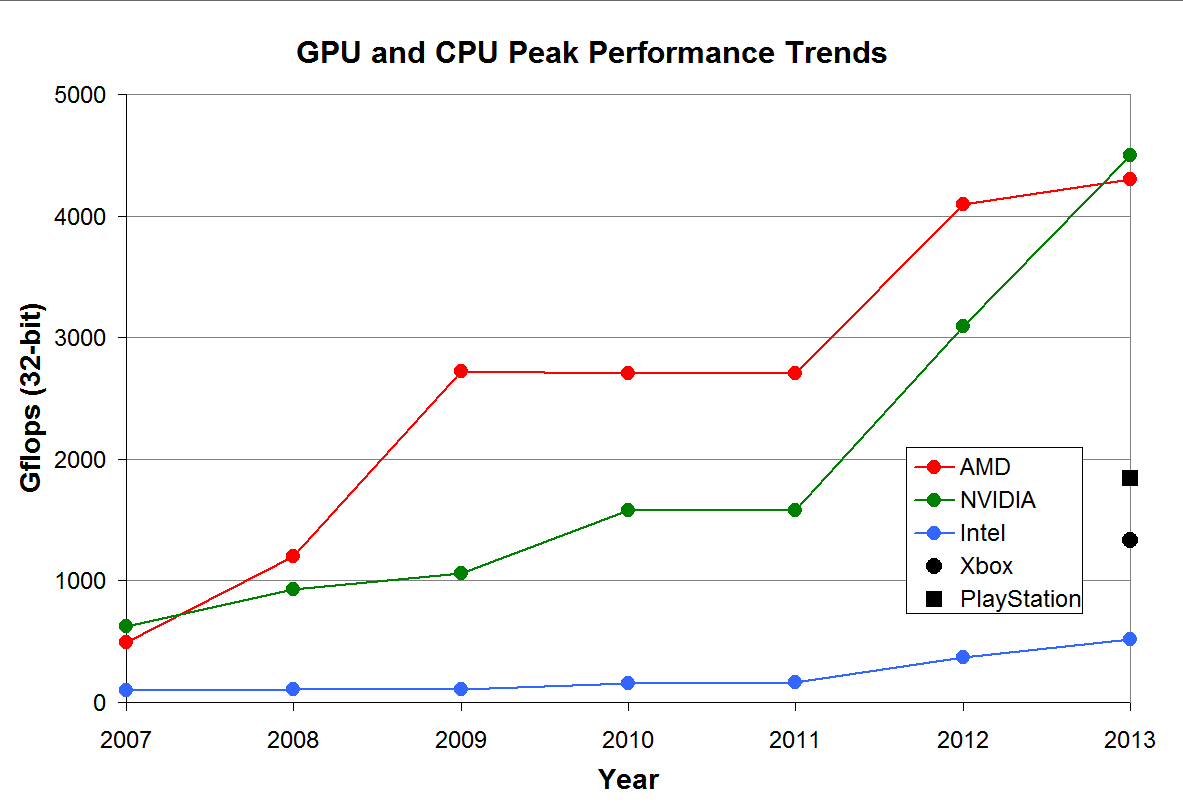 GPU and CPU Peak Performance Trends
5000
4000
3000
2000
1000
0
Gflops (32-bit)
AMD
NVIDIA
Intel
Xbox
PlayStation
2007 2008 2009 2010 2011 2012 2013
Year